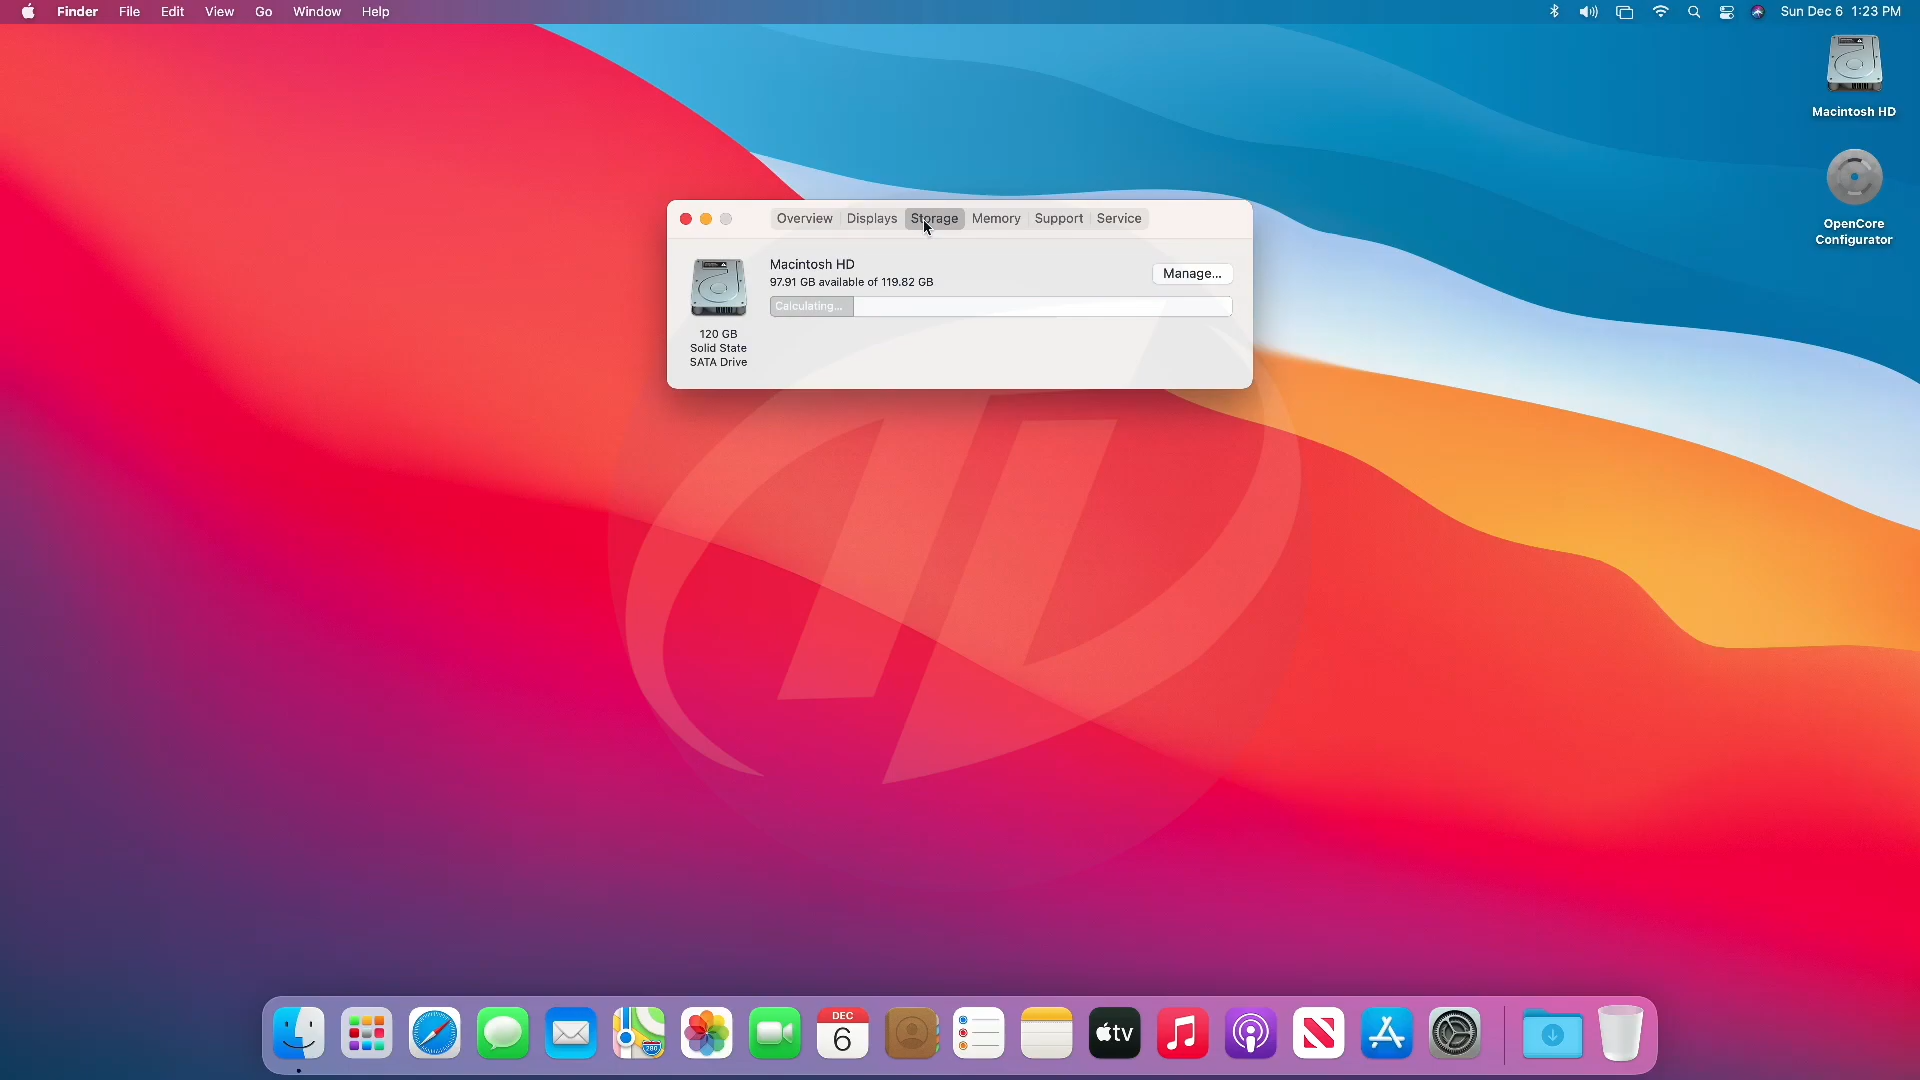 Finder File Edit View Go Window Help Sun Dec 6 1:23 PM
Macintosh HD
OpenCore
Configurator
Overview Displays Storage Memory Support Service
Macintosh HD
97.91 GB available of 119.82 GB
Manage...
Calculating...
120 GB
Solid State
SATA Drive
DEC
6
280
tv